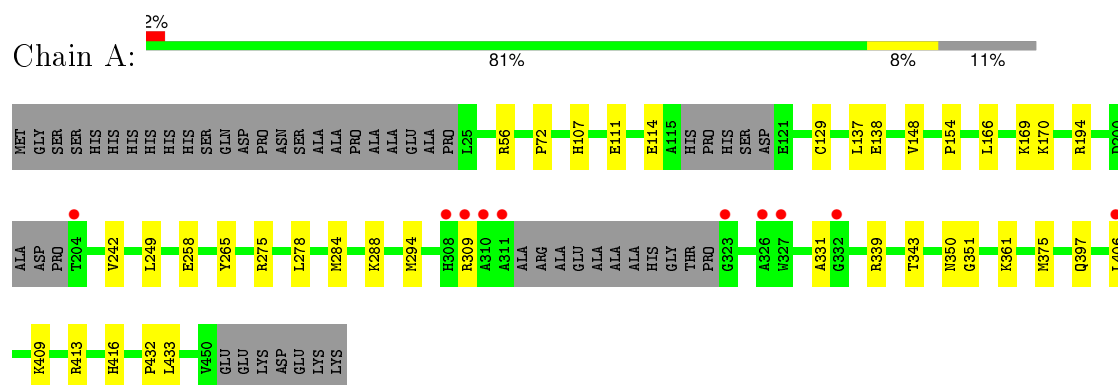 2%
Chain A:
81% 8% 11%
MET GLY SER SER HIS HIS HIS HIS HIS HIS SER GLN ASP PRO ASN SER ALA ALA PRO ALA ALA GLU ALA PRO L25 R56 P72 H107 E111 E114 A115 HIS PRO HIS SER ASP E121 C129 L137 E138 V148 P154 L166 K169 K170 R194 D200
ALA ASP PRO T204 V242 L249 E258 Y265 R275 L278 M284 K288 M294 H308 R309 A310 A311 ALA ARG ALA GLU ALA ALA ALA HIS GLY THR PRO G323 A326 W327 A331 G332 R339 T343 N350 G351 K361 M375 Q397 L406
K409 R413 H416 P432 L433 V450 GLU GLU LYS ASP GLU LYS LYS